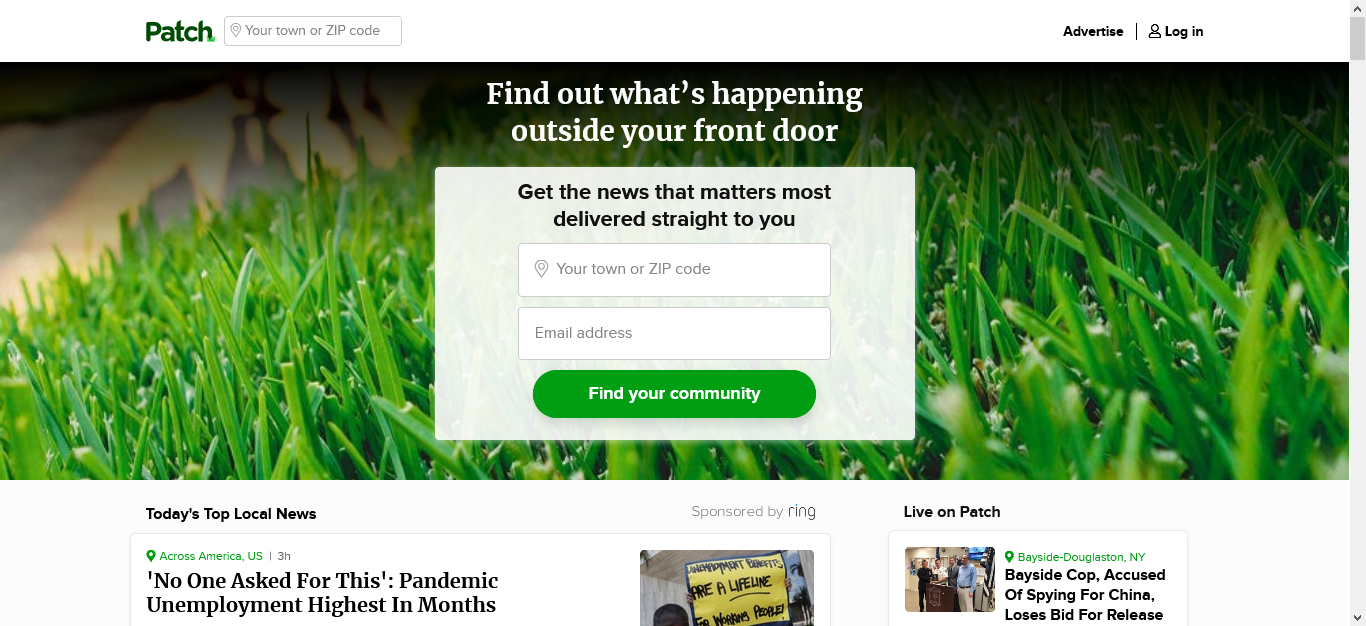 Patch
Your town or ZIP code
Advertise
Log in
Find out what’s happening
outside your front door
Get the news that matters most
delivered straight to you
Your town or ZIP code
Email address
Find your community
Today's Top Local News
Sponsored by ring
Across America, US | 3h
'No One Asked For This': Pandemic
Unemployment Highest In Months
UNEMPLOYMENT BENEFITS
ARE A LIFELINE
FOR WORKING PEOPLE!
Live on Patch
Bayside-Douglaston, NY
Bayside Cop, Accused
Of Spying For China,
Loses Bid For Release